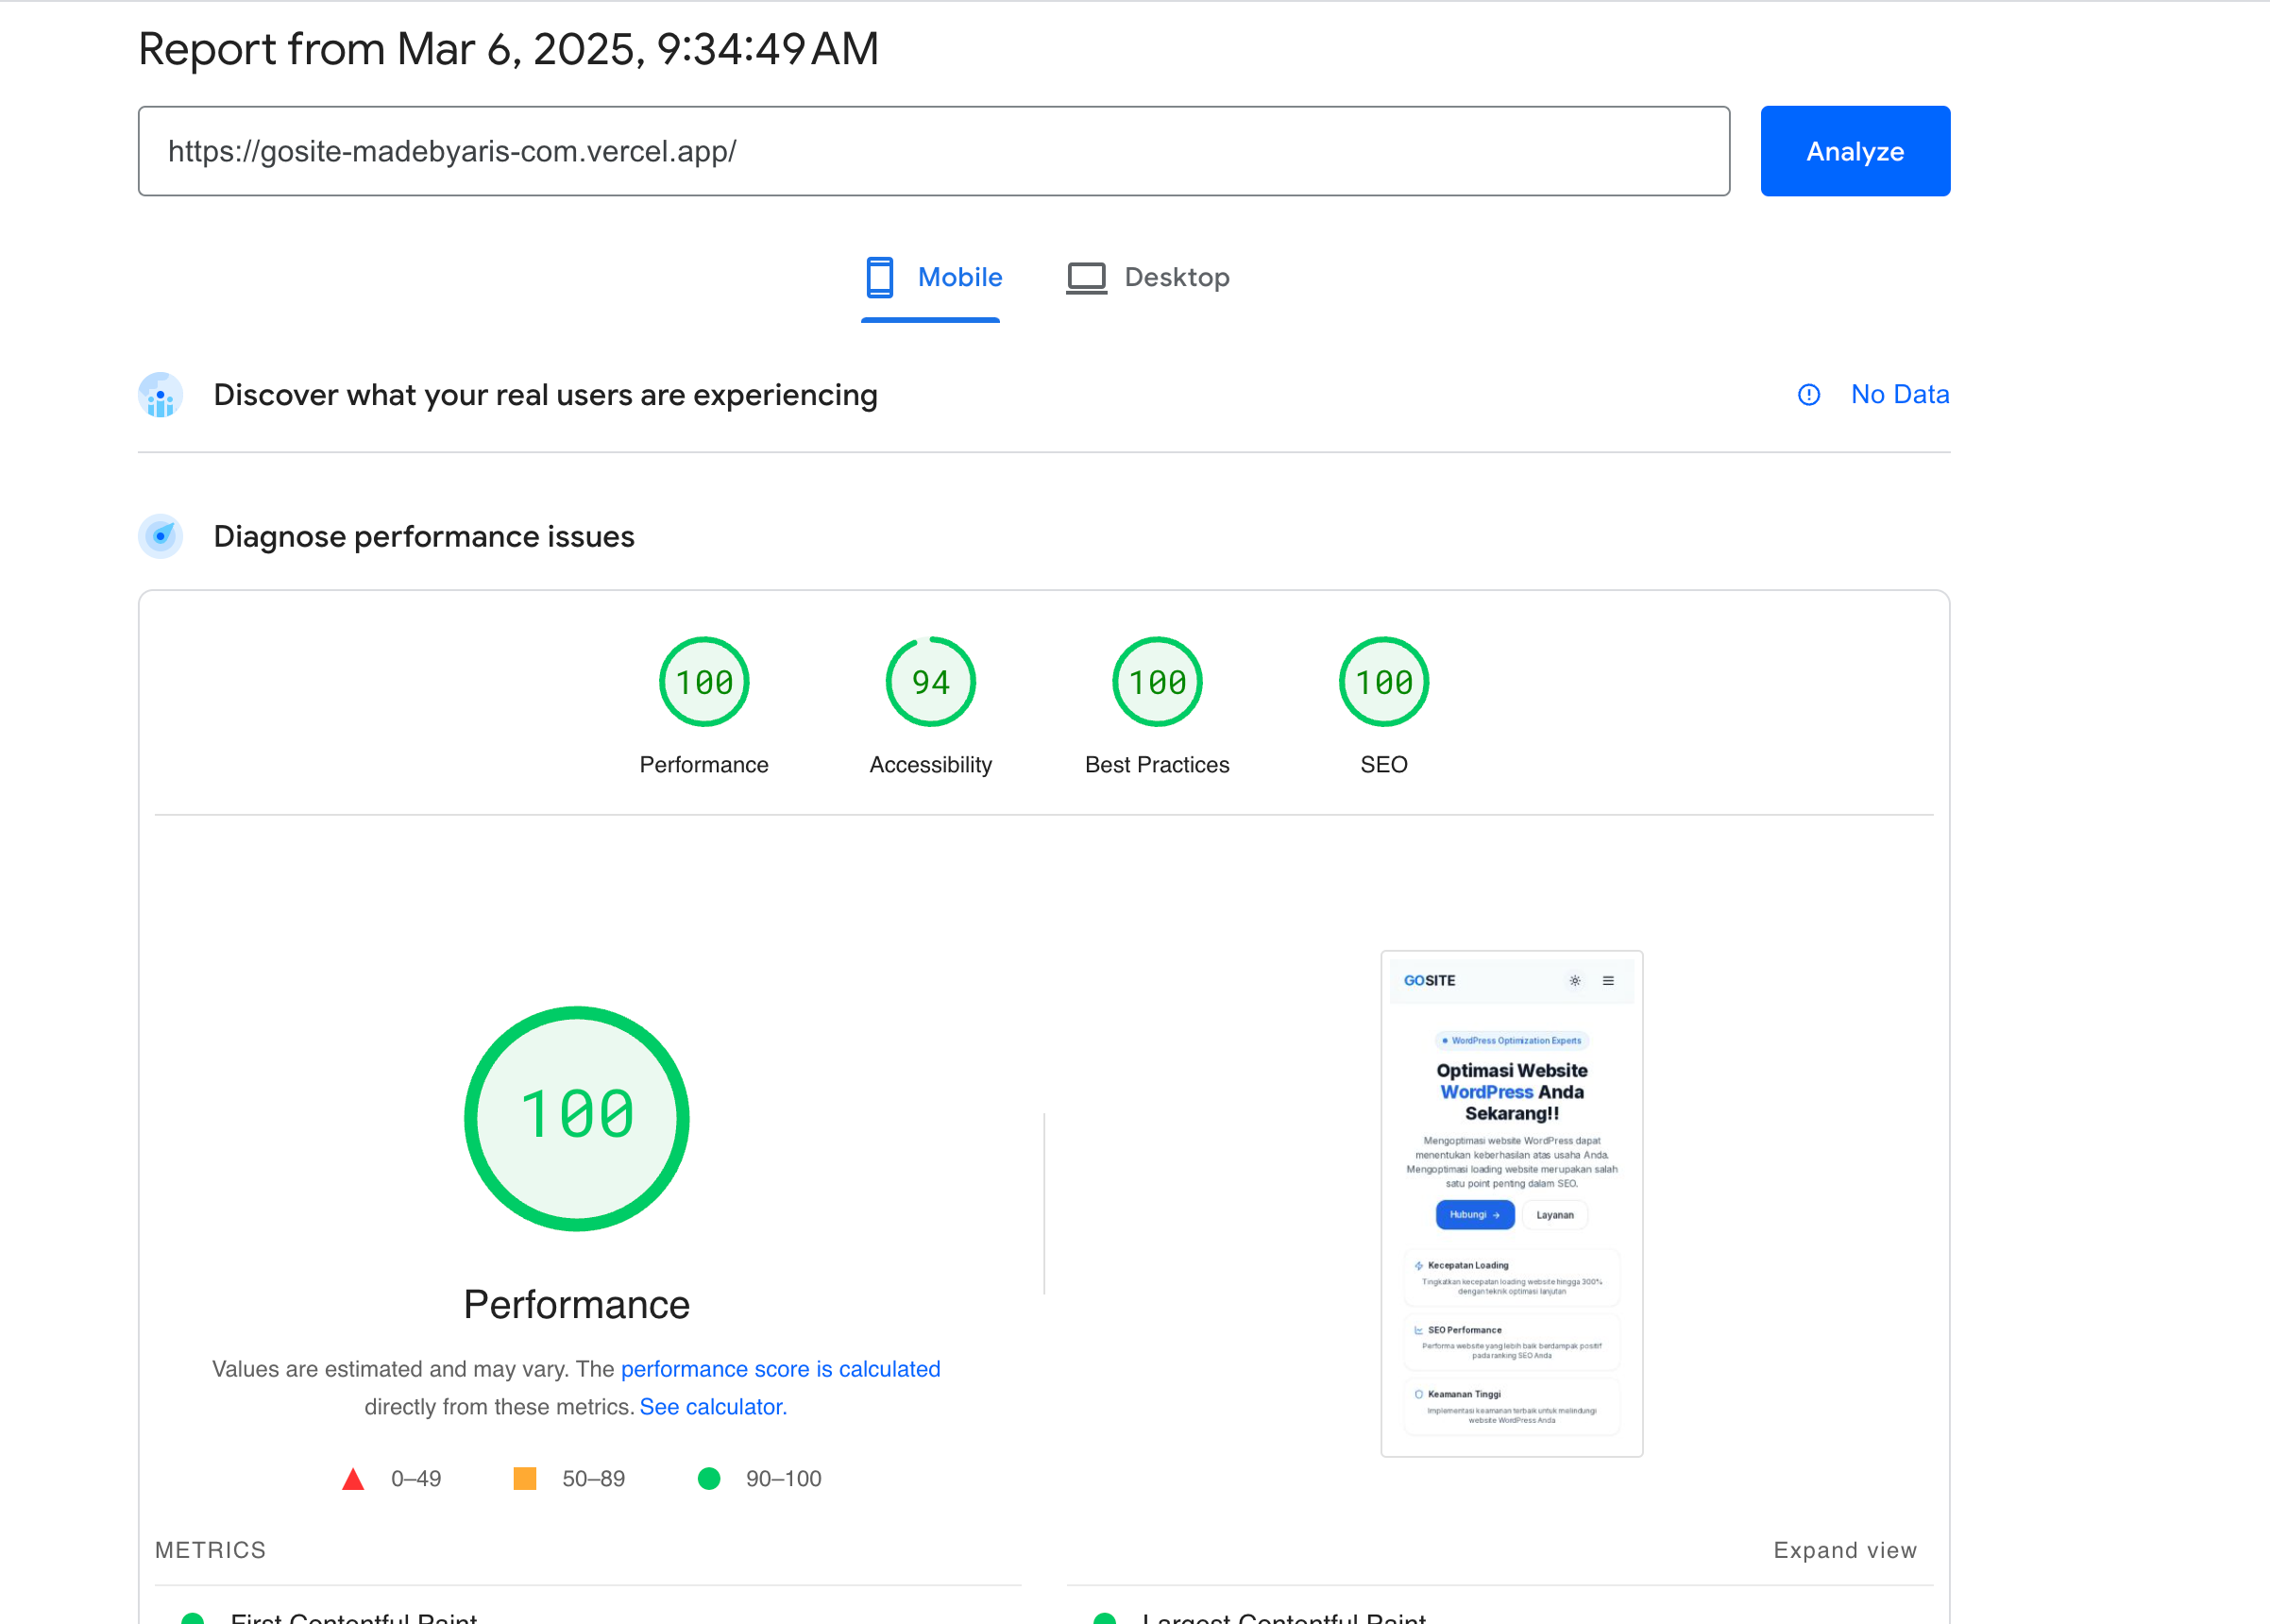 Report from Mar 6, 2025, 9:34:49 AM
https://gosite-madebyaris-com.vercel.app/
Analyze
Mobile
Desktop
Discover what your real users are experiencing
No Data
Diagnose performance issues
100
94
100
100
Performance
Accessibility
Best Practices
SEO
100
Performance
Values are estimated and may vary. The performance score is calculated
directly from these metrics. See calculator.
0–49
50–89
90–100
GOSITE
WordPress Optimization Experts
Optimasi Website
WordPress Anda
Sekarang!!
Mengoptimasi website WordPress dapat
menentukan keberhasilan atas usaha Anda.
Mengoptimasi loading website merupakan salah
satu point penting dalam SEO.
Hubungi →
Layanan
Kecepatan Loading
Tingkatkan kecepatan loading website hingga 300%
dengan teknik optimasi lanjutan
SEO Performance
Performa website yang lebih baik berdampak positif
pada ranking SEO Anda
Keamanan Tinggi
Implementasi keamanan terbaik untuk melindungi
website WordPress Anda
METRICS
Expand view
First Contentful Paint
Largest Contentful Paint